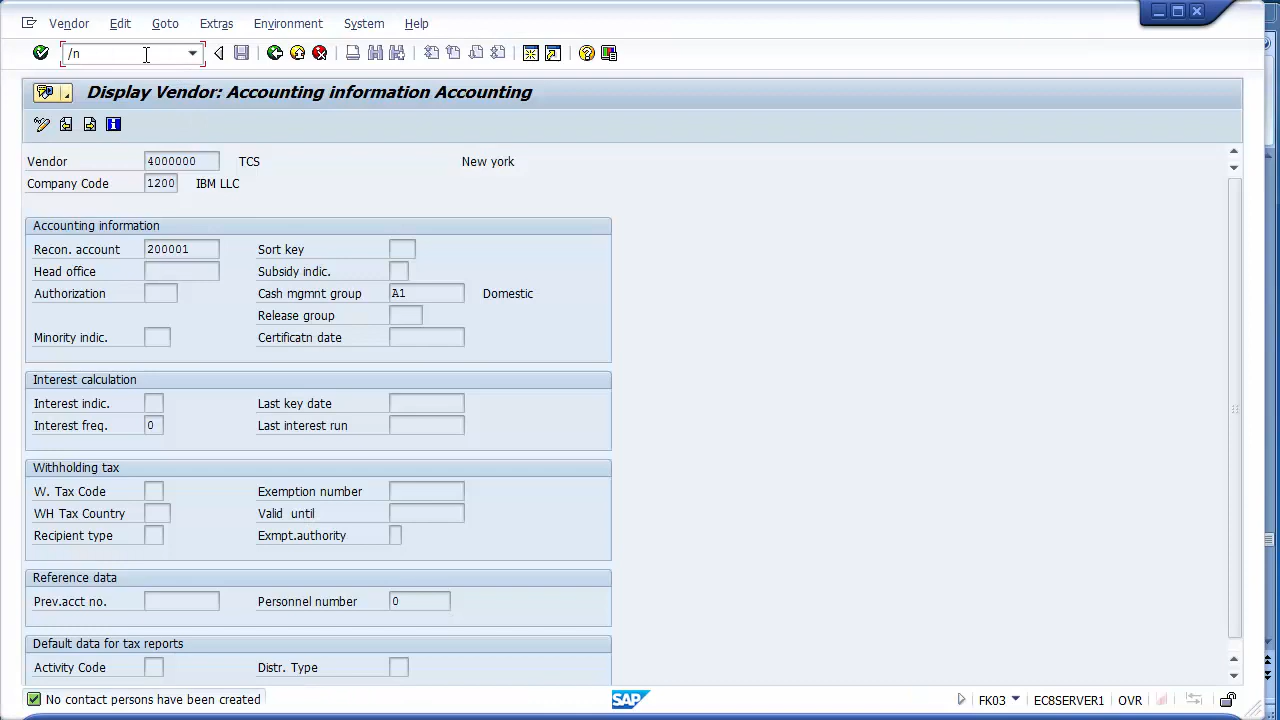 Vendor Edit Goto Extras Environment System Help
/n
Display Vendor: Accounting information Accounting
Vendor 4000000 TCS New york
Company Code 1200 IBM LLC
Accounting information
Recon. account 200001 Sort key
Head office Subsidy indic.
Authorization Cash mgmnt group A1 Domestic
Release group
Minority indic. Certificatn date
Interest calculation
Interest indic. Last key date
Interest freq. 0 Last interest run
Withholding tax
W. Tax Code Exemption number
WH Tax Country Valid until
Recipient type Exmpt.authority
Reference data
Prev.acct no. Personnel number 0
Default data for tax reports
Activity Code Distr. Type
No contact persons have been created SAP FK03 EC8SERVER1 OVR